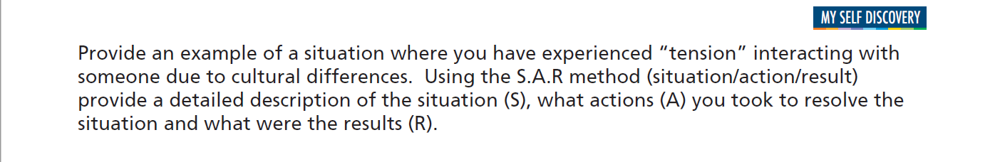 MY SELF DISCOVERY
Provide an example of a situation where you have experienced “tension” interacting with
someone due to cultural differences.  Using the S.A.R method (situation/action/result)
provide a detailed description of the situation (S), what actions (A) you took to resolve the
situation and what were the results (R).